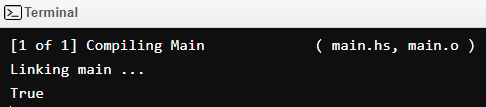 Terminal
[1 of 1] Compiling Main             ( main.hs, main.o )
Linking main ...
True